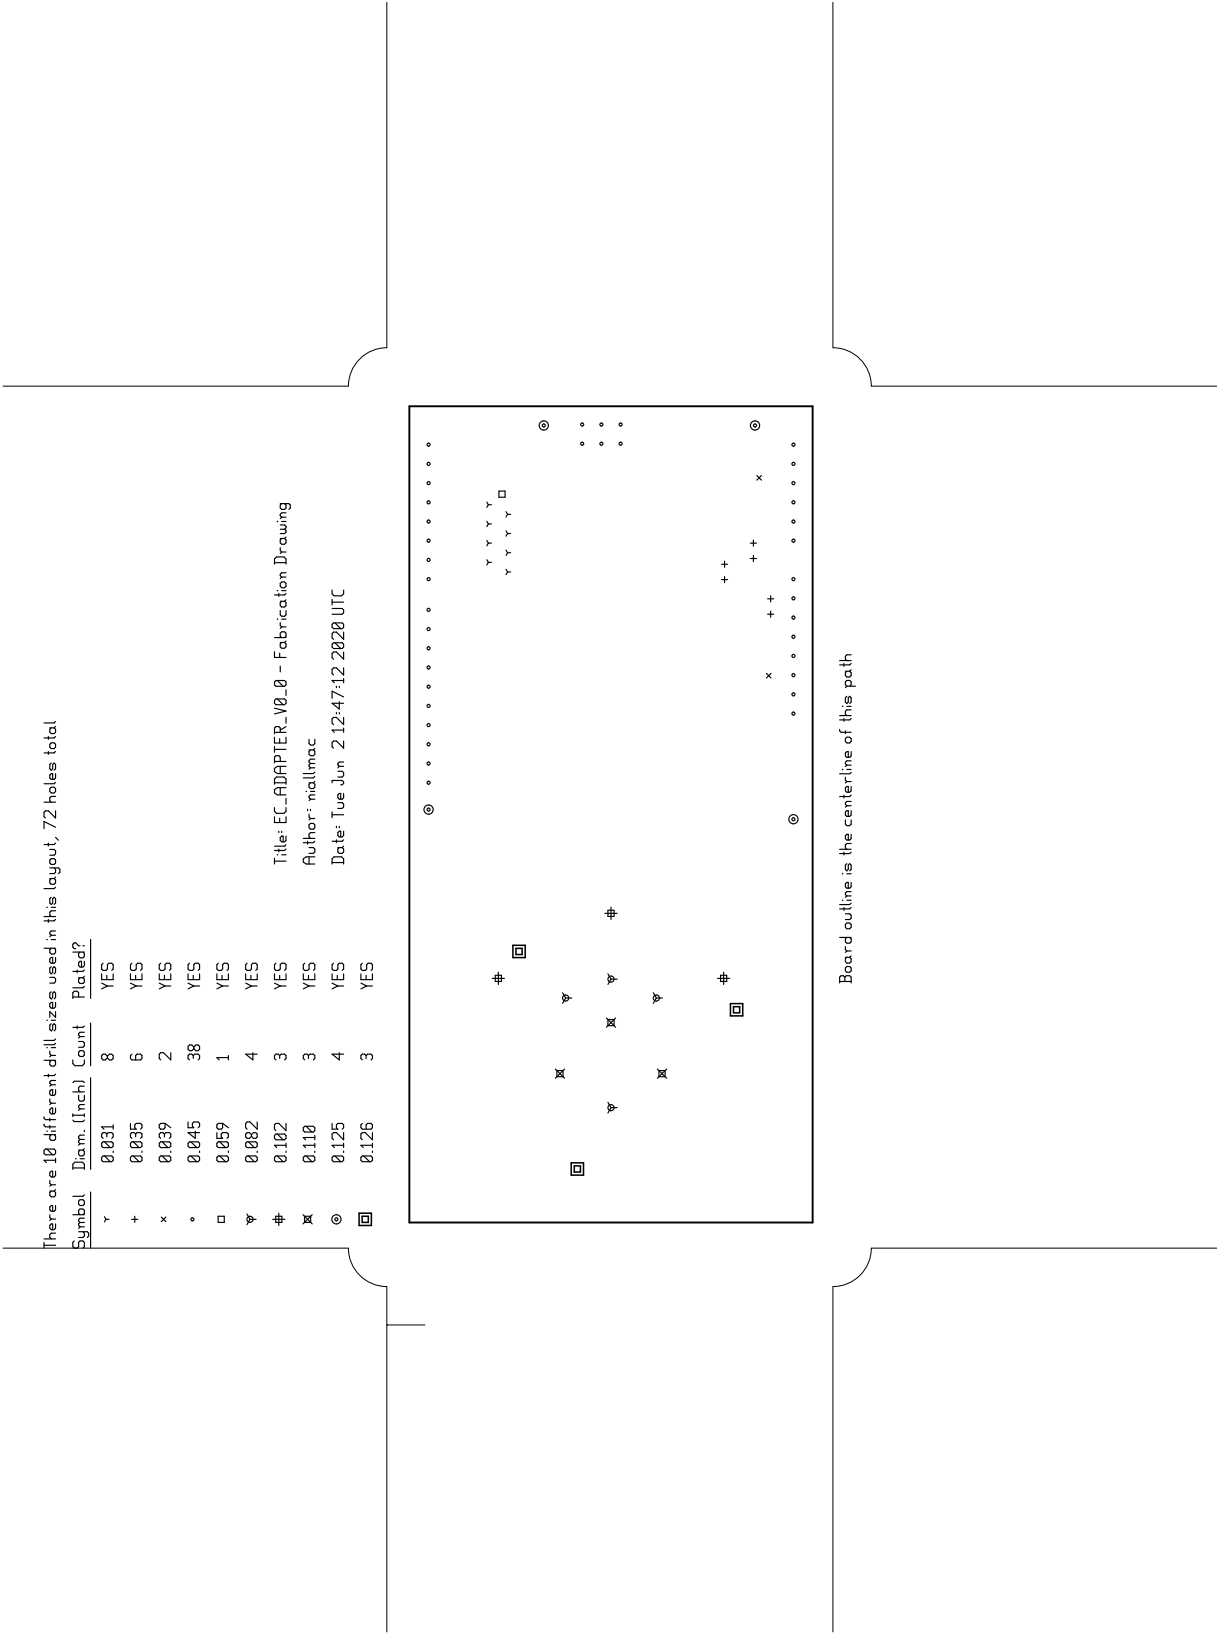 There are 10 different drill sizes used in this layout, 72 holes total
Symbol Diam. (Inch) Count Plated?
0.031 8 YES
0.035 6 YES
0.039 2 YES
0.045 38 YES
0.059 1 YES
0.082 4 YES
0.102 3 YES
0.110 3 YES
0.125 4 YES
0.126 3 YES
Title: EC_ADAPTER_V0_0 - Fabrication Drawing
Author: niallmac
Date: Tue Jun 2 12:47:12 2020 UTC
Board outline is the centerline of this path